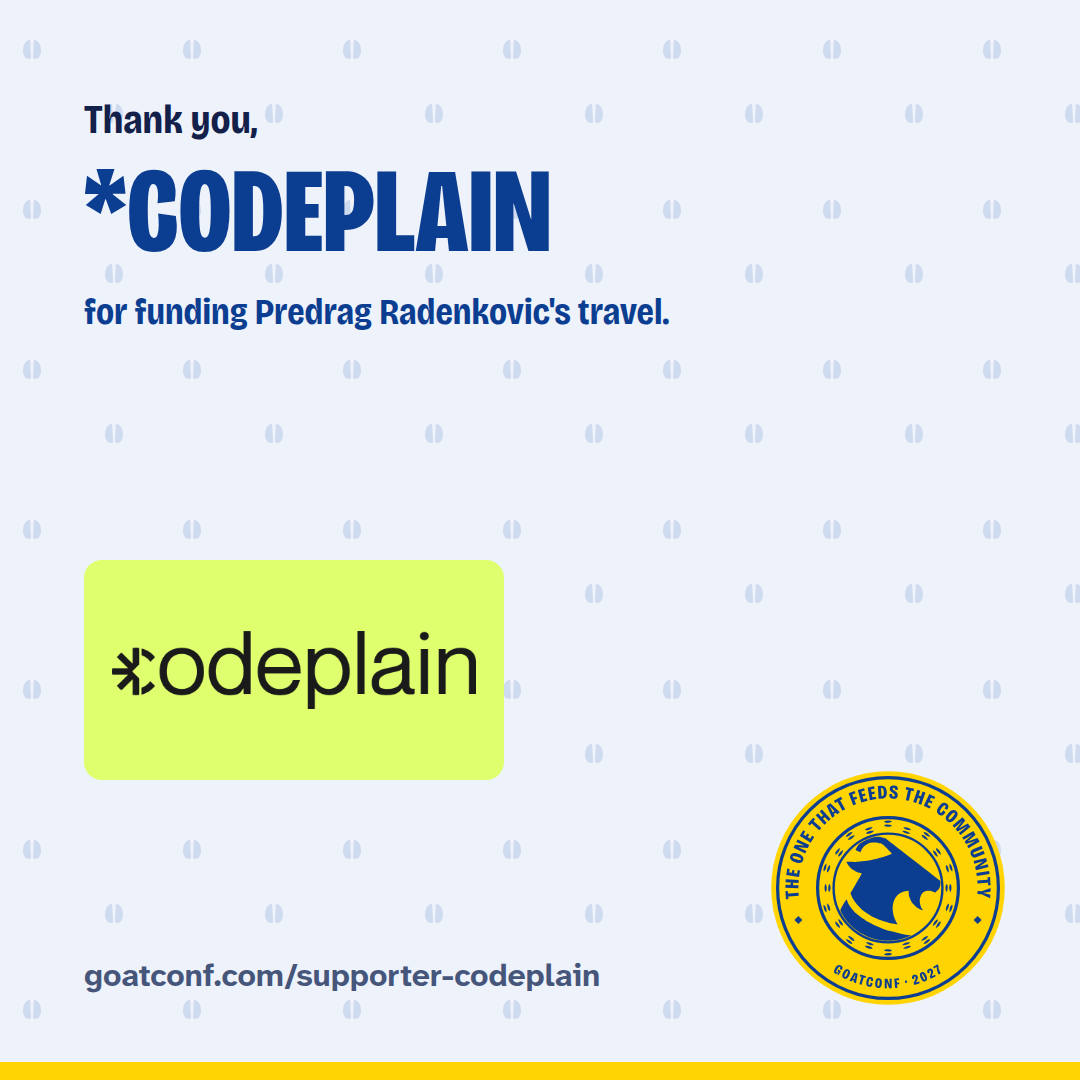 Thank you,
*CODEPLAIN
for funding Predrag Radenkovic's travel.
codeplain
THE ONE THAT FEEDS THE COMMUNITY
GOATCONF · 2027
goatconf.com/supporter-codeplain